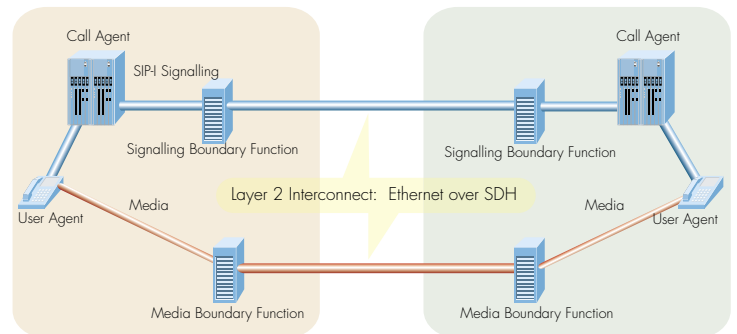 Call Agent
Call Agent
SIP-I Signalling
Signalling Boundary Function
Signalling Boundary Function
Layer 2 Interconnect: Ethernet over SDH
User Agent
Media
Media
User Agent
Media Boundary Function
Media Boundary Function